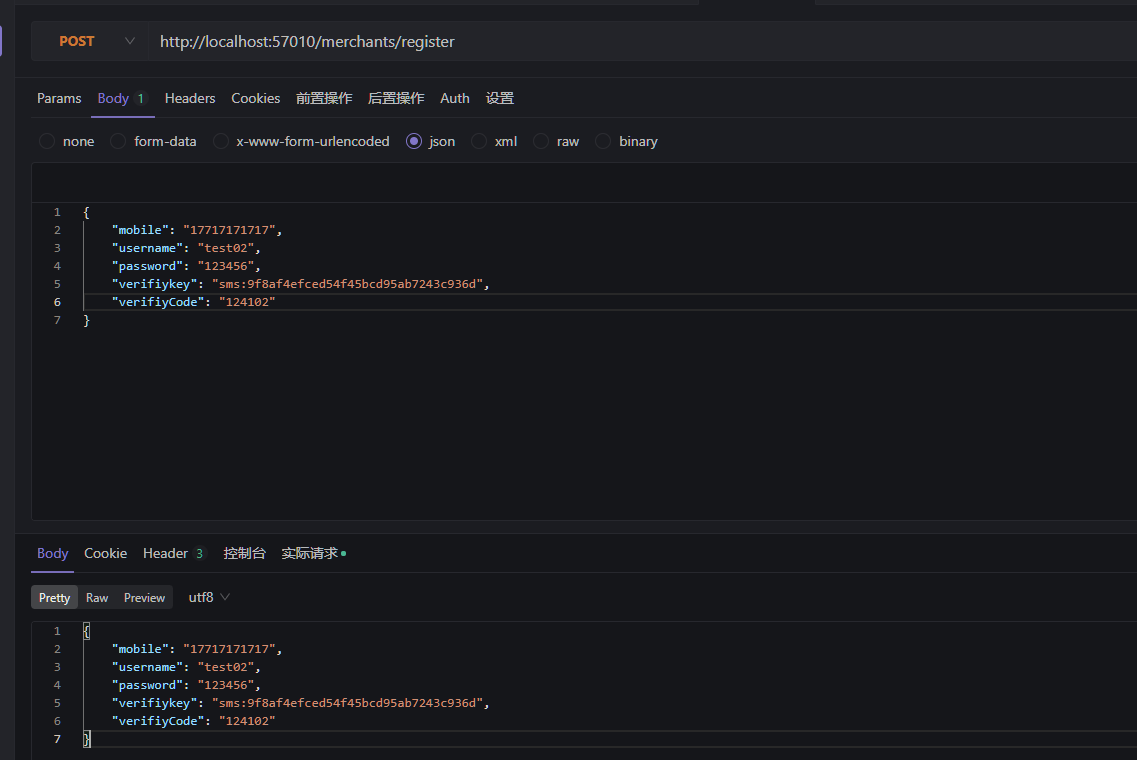 POST http://localhost:57010/merchants/register
Params Body 1 Headers Cookies 前置操作 后置操作 Auth 设置
none form-data x-www-form-urlencoded json xml raw binary
1 {
2 "mobile": "17717171717",
3 "username": "test02",
4 "password": "123456",
5 "verifiykey": "sms:9f8af4efced54f45bcd95ab7243c936d",
6 "verifiyCode": "124102"
7 }
Body Cookie Header 3 控制台 实际请求
Pretty Raw Preview utf8
1 {
2 "mobile": "17717171717",
3 "username": "test02",
4 "password": "123456",
5 "verifiykey": "sms:9f8af4efced54f45bcd95ab7243c936d",
6 "verifiyCode": "124102"
7 }